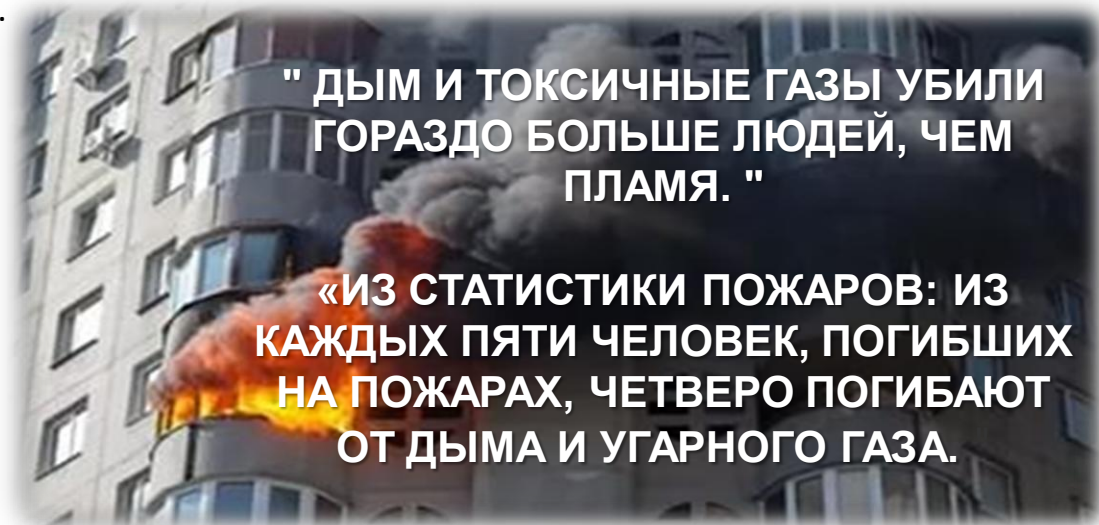 " ДЫМ И ТОКСИЧНЫЕ ГАЗЫ УБИЛИ
ГОРАЗДО БОЛЬШЕ ЛЮДЕЙ, ЧЕМ
ПЛАМЯ. "
«ИЗ СТАТИСТИКИ ПОЖАРОВ: ИЗ
КАЖДЫХ ПЯТИ ЧЕЛОВЕК, ПОГИБШИХ
НА ПОЖАРАХ, ЧЕТВЕРО ПОГИБАЮТ
ОТ ДЫМА И УГАРНОГО ГАЗА.